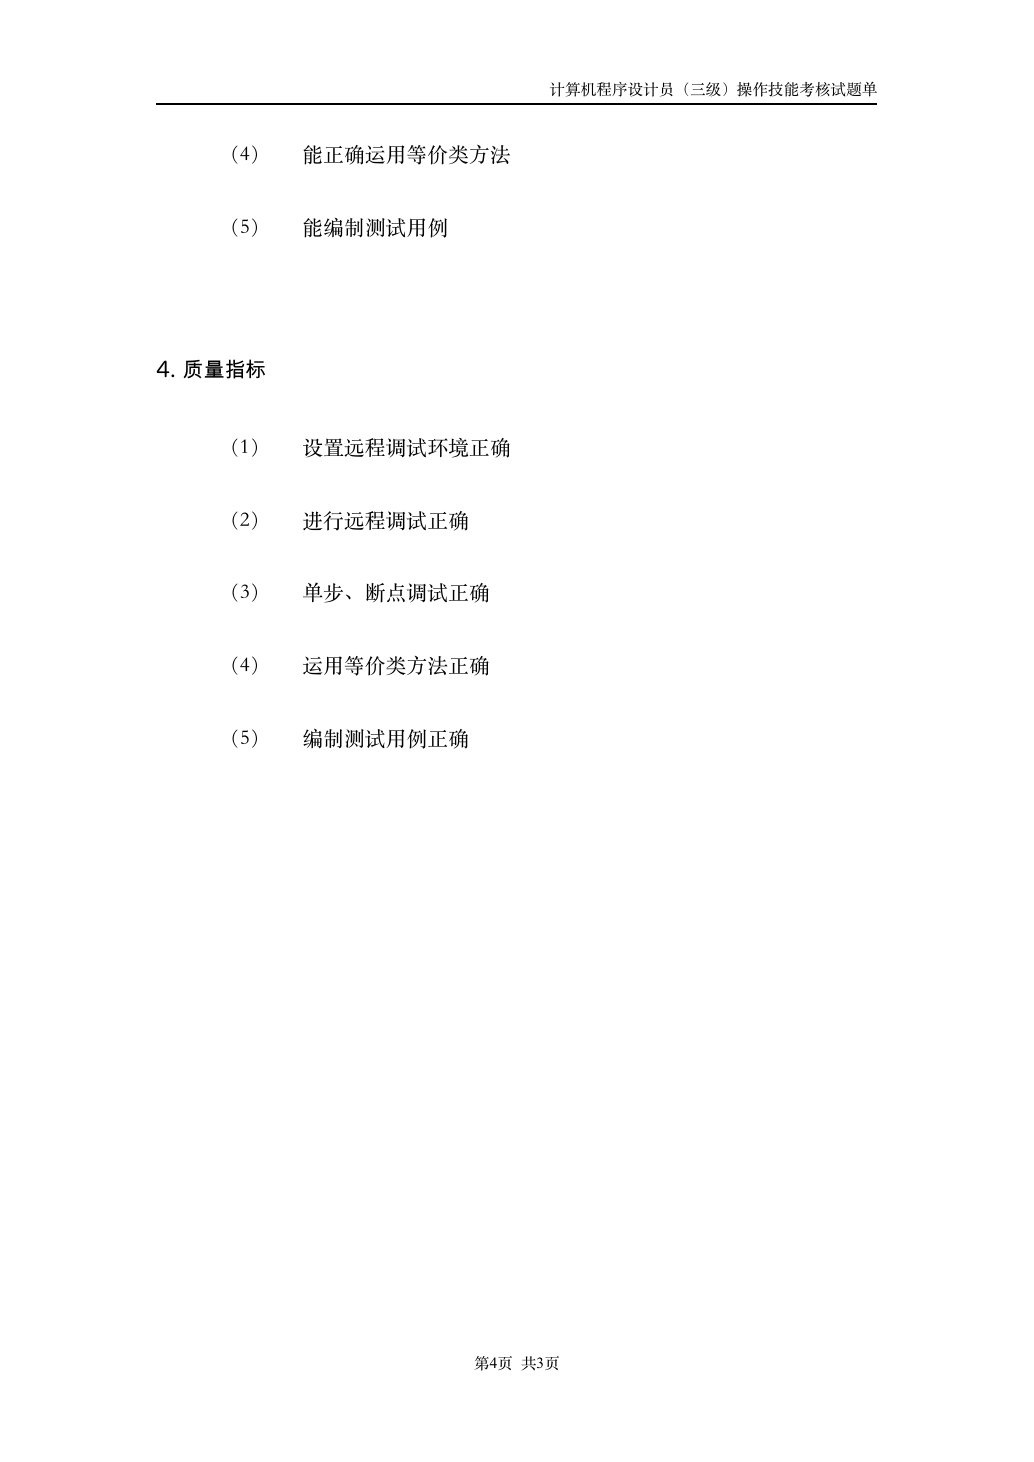 计算机程序设计员（三级）操作技能考核试题单
（4） 能正确运用等价类方法
（5） 能编制测试用例
4. 质量指标
（1） 设置远程调试环境正确
（2） 进行远程调试正确
（3） 单步、断点调试正确
（4） 运用等价类方法正确
（5） 编制测试用例正确
第4页 共3页